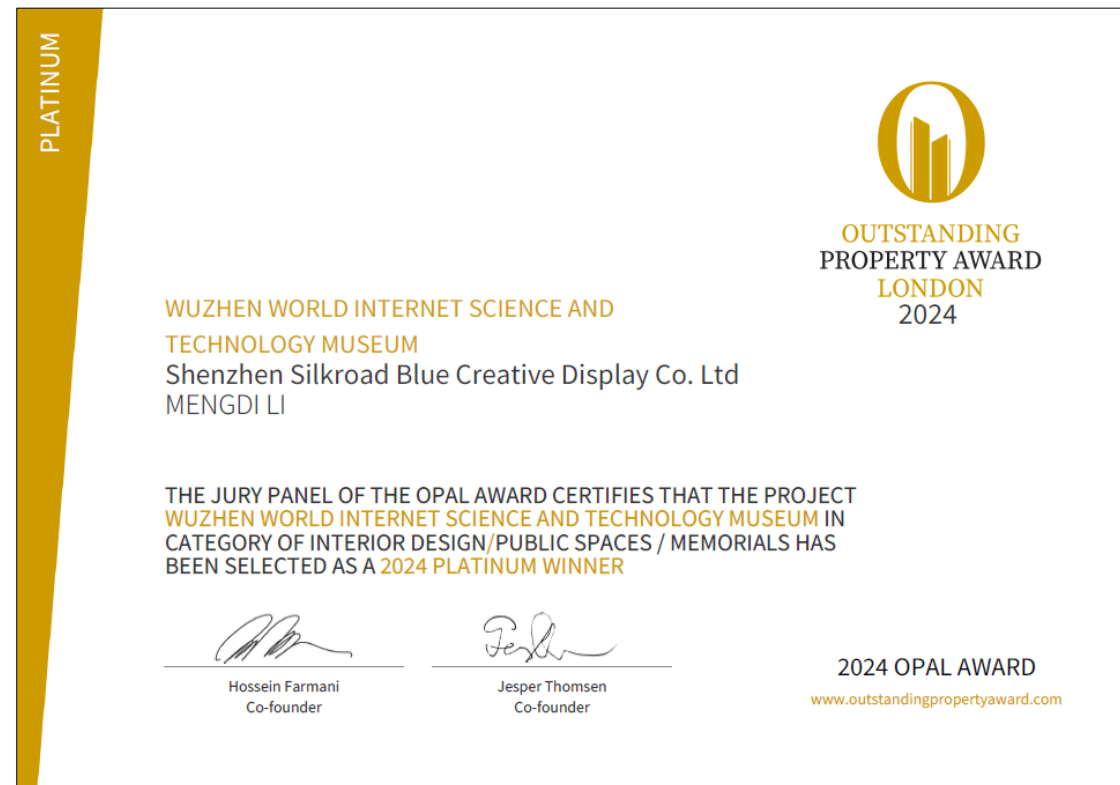 PLATINUM
OUTSTANDING
PROPERTY AWARD
LONDON
2024
WUZHEN WORLD INTERNET SCIENCE AND
TECHNOLOGY MUSEUM
Shenzhen Silkroad Blue Creative Display Co. Ltd
MENGDI LI
THE JURY PANEL OF THE OPAL AWARD CERTIFIES THAT THE PROJECT
WUZHEN WORLD INTERNET SCIENCE AND TECHNOLOGY MUSEUM IN
CATEGORY OF INTERIOR DESIGN/PUBLIC SPACES / MEMORIALS HAS
BEEN SELECTED AS A 2024 PLATINUM WINNER
Hossein Farmani
Co-founder
Jesper Thomsen
Co-founder
2024 OPAL AWARD
www.outstandingpropertyaward.com